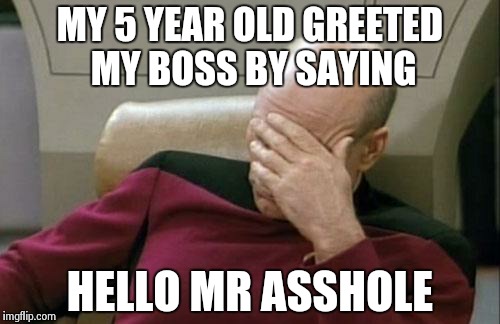 MY 5 YEAR OLD GREETED
MY BOSS BY SAYING
HELLO MR ASSHOLE
imgflip.com